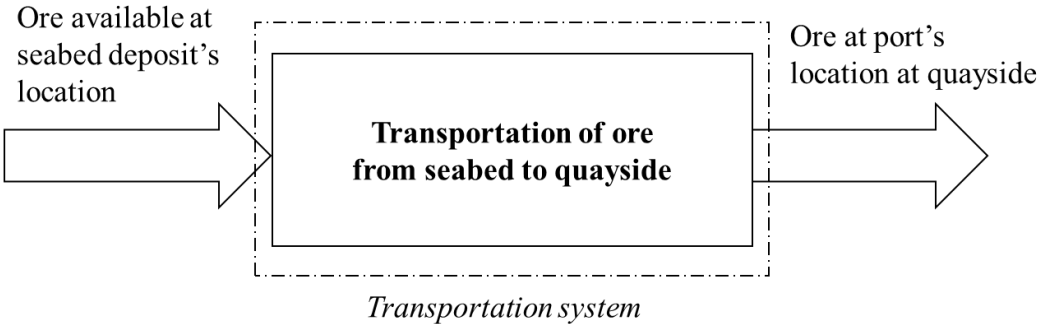 Ore available at
seabed deposit’s
location
Ore at port’s
location at quayside
Transportation of ore
from seabed to quayside
Transportation system